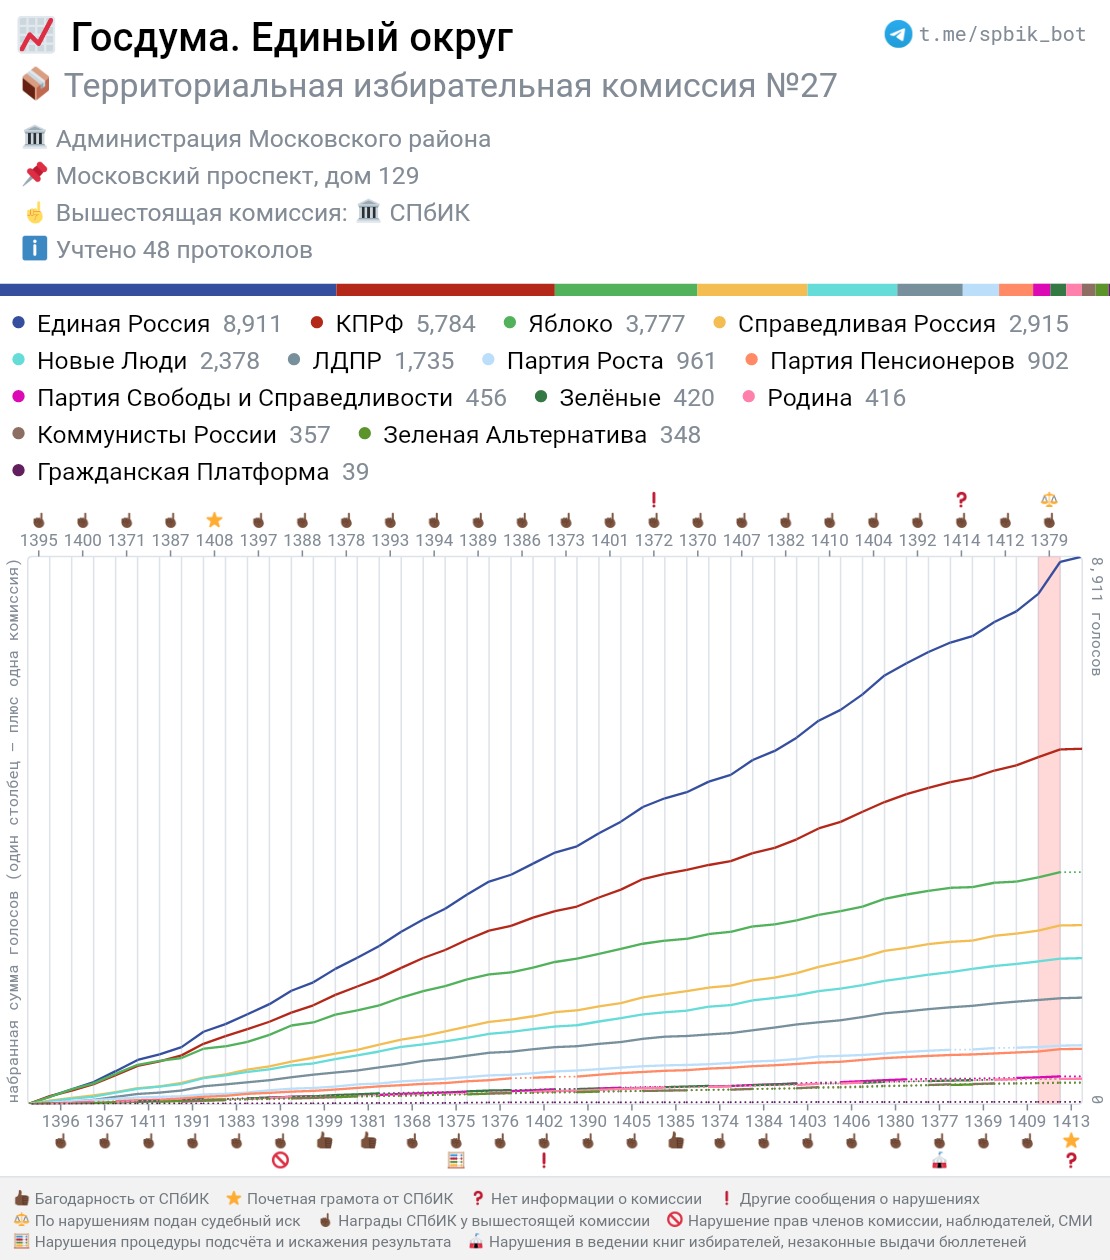 Госдума. Единый округ
t.me/spbik_bot
Территориальная избирательная комиссия №27
Администрация Московского района
Московский проспект, дом 129
Вышестоящая комиссия: СПбИК
Учтено 48 протоколов
Единая Россия 8,911 КПРФ 5,784 Яблоко 3,777 Справедливая Россия 2,915
Новые Люди 2,378 ЛДПР 1,735 Партия Роста 961 Партия Пенсионеров 902
Партия Свободы и Справедливости 456 Зелёные 420 Родина 416
Коммунисты России 357 Зеленая Альтернатива 348
Гражданская Платформа 39
1395 1400 1371 1387 1408 1397 1388 1378 1393 1394 1389 1386 1373 1401 1372 1370 1407 1382 1410 1404 1392 1414 1412 1379
набранная сумма голосов (один столбец — плюс одна комиссия)
8,911 голосов
0
1396 1367 1411 1391 1383 1398 1399 1381 1368 1375 1376 1402 1390 1405 1385 1374 1384 1403 1406 1380 1377 1369 1409 1413
Багодарность от СПбИК Почетная грамота от СПбИК Нет информации о комиссии Другие сообщения о нарушениях
По нарушениям подан судебный иск Награды СПбИК у вышестоящей комиссии Нарушение прав членов комиссии, наблюдателей, СМИ
Нарушения процедуры подсчёта и искажения результата Нарушения в ведении книг избирателей, незаконные выдачи бюллетеней